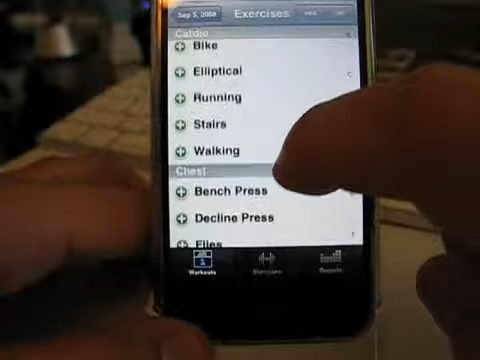 Sep 5, 2008
Exercises
Cardio
Bike
Elliptical
Running
Stairs
Walking
Chest
Bench Press
Decline Press
Flies
Workouts
Exercises
Reports